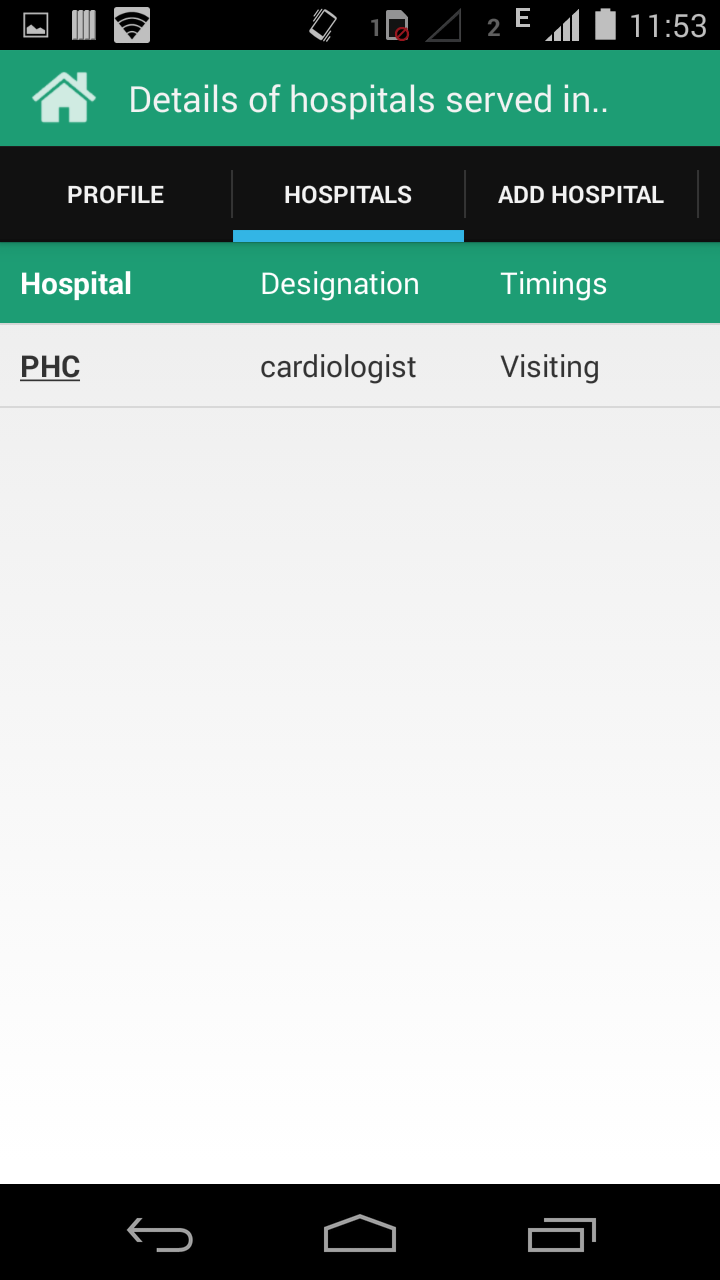 1 2 E 11:53
Details of hospitals served in..
PROFILE HOSPITALS ADD HOSPITAL
Hospital Designation Timings
PHC cardiologist Visiting